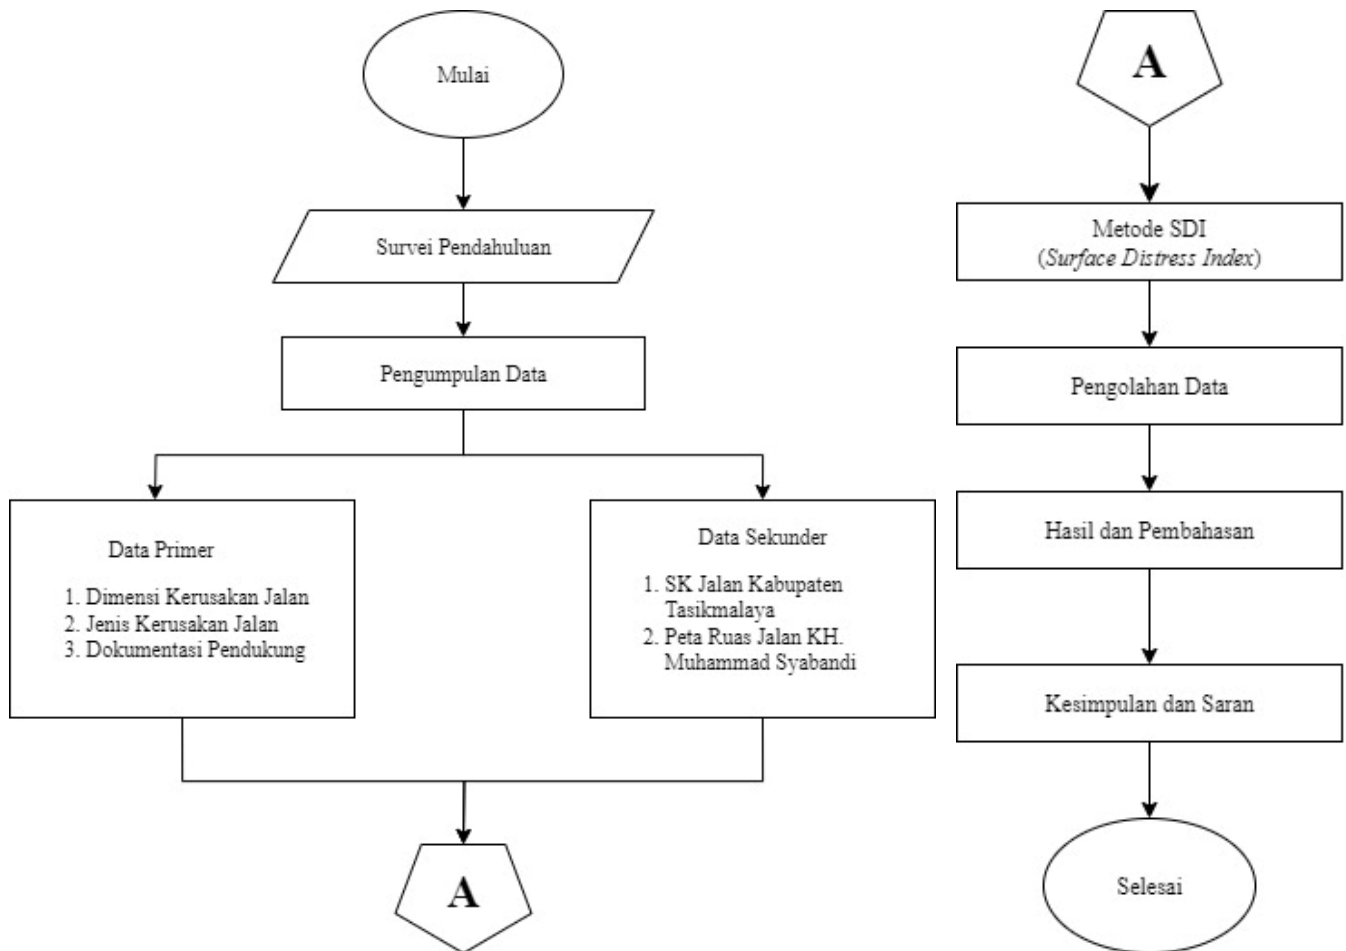 Mulai
Survei Pendahuluan
Pengumpulan Data
Data Primer
1. Dimensi Kerusakan Jalan
2. Jenis Kerusakan Jalan
3. Dokumentasi Pendukung
Data Sekunder
1. SK Jalan Kabupaten
Tasikmalaya
2. Peta Ruas Jalan KH.
Muhammad Syabandi
A
A
Metode SDI
(Surface Distress Index)
Pengolahan Data
Hasil dan Pembahasan
Kesimpulan dan Saran
Selesai